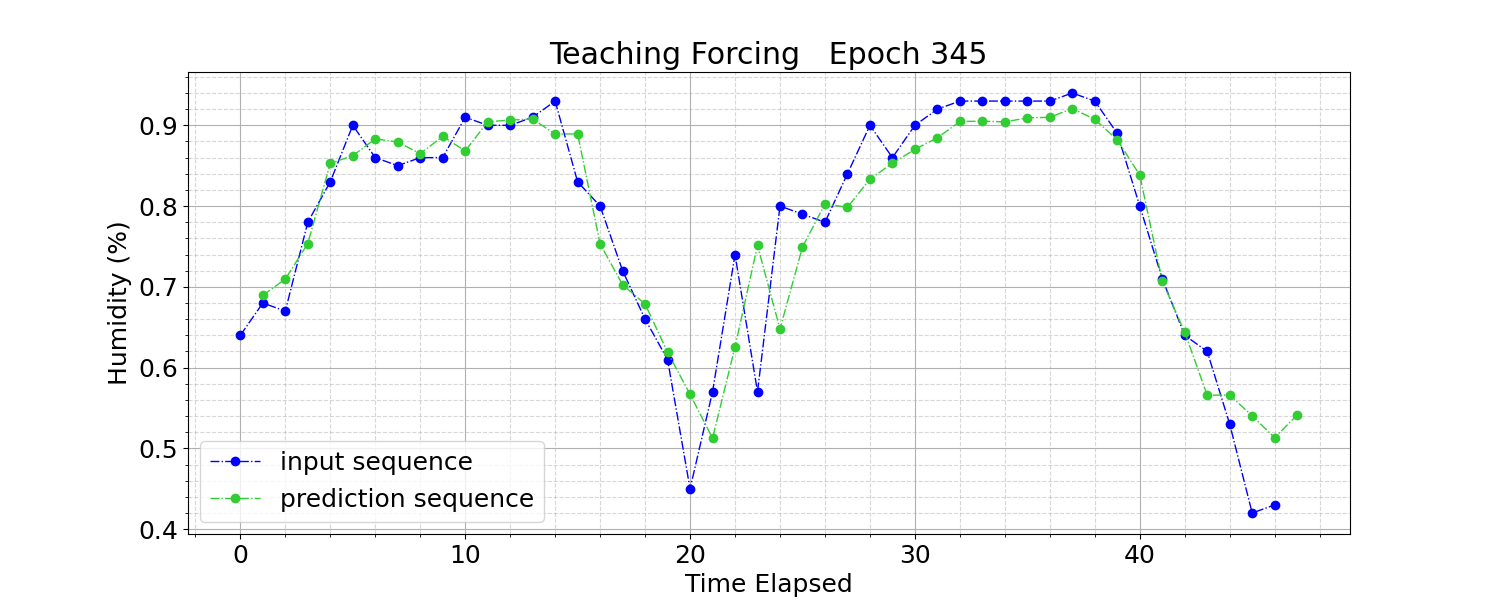 Teaching Forcing   Epoch 345
Humidity (%)
0.9
0.8
0.7
0.6
0.5
0.4
input sequence
prediction sequence
0 10 20 30 40
Time Elapsed